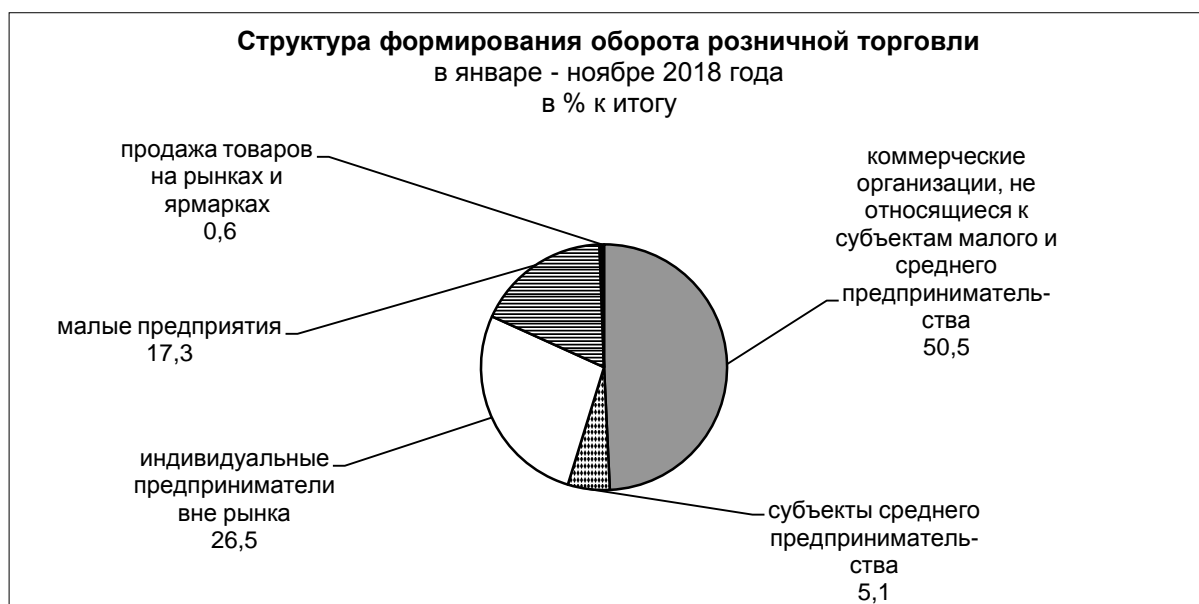 Структура формирования оборота розничной торговли
в январе - ноябре 2018 года
в % к итогу
продажа товаров
на рынках и
ярмарках
0,6
коммерческие
организации, не
относящиеся к
субъектам малого и
среднего
предприниматель-
ства
50,5
малые предприятия
17,3
индивидуальные
предприниматели
вне рынка
26,5
субъекты среднего
предприниматель-
ства
5,1